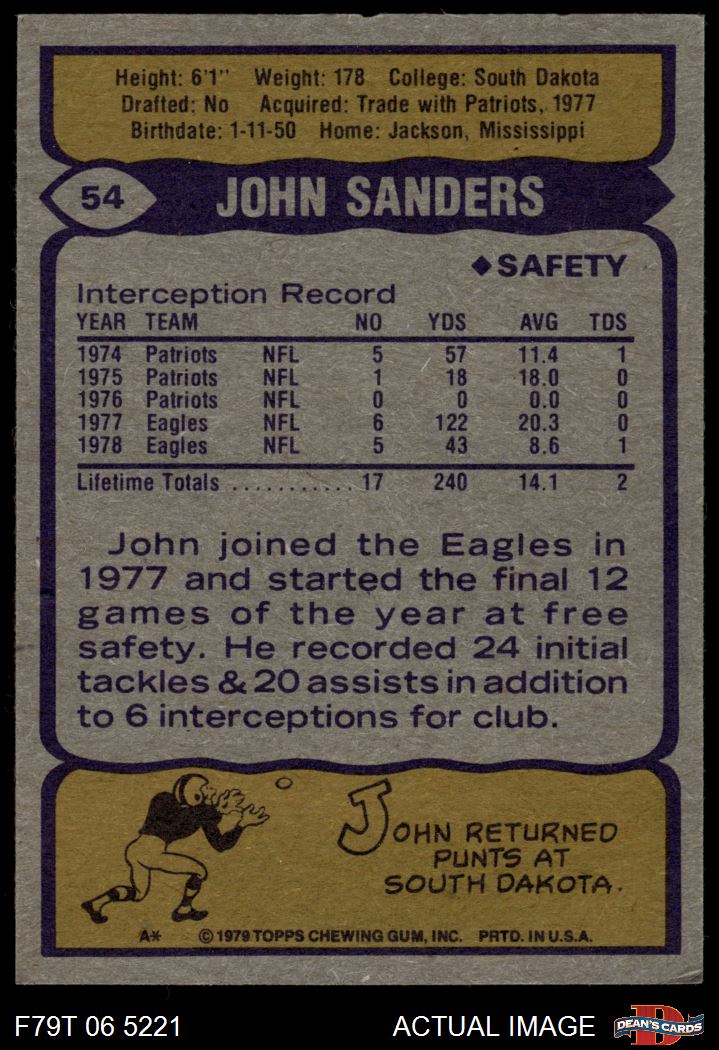 Height: 6'1" Weight: 178 College: South Dakota
Drafted: No Acquired: Trade with Patriots, 1977
Birthdate: 1-11-50 Home: Jackson, Mississippi
54 JOHN SANDERS
◆SAFETY
Interception Record
YEAR TEAM NO YDS AVG TDS
1974 Patriots NFL 5 57 11.4 1
1975 Patriots NFL 1 18 18.0 0
1976 Patriots NFL 0 0 0.0 0
1977 Eagles NFL 6 122 20.3 0
1978 Eagles NFL 5 43 8.6 1
Lifetime Totals ........... 17 240 14.1 2
John joined the Eagles in
1977 and started the final 12
games of the year at free
safety. He recorded 24 initial
tackles & 20 assists in addition
to 6 interceptions for club.
JOHN RETURNED
PUNTS AT
SOUTH DAKOTA.
A* © 1979 TOPPS CHEWING GUM, INC. PRTD. IN U.S.A.
F79T 06 5221 ACTUAL IMAGE D DEAN'S CARDS